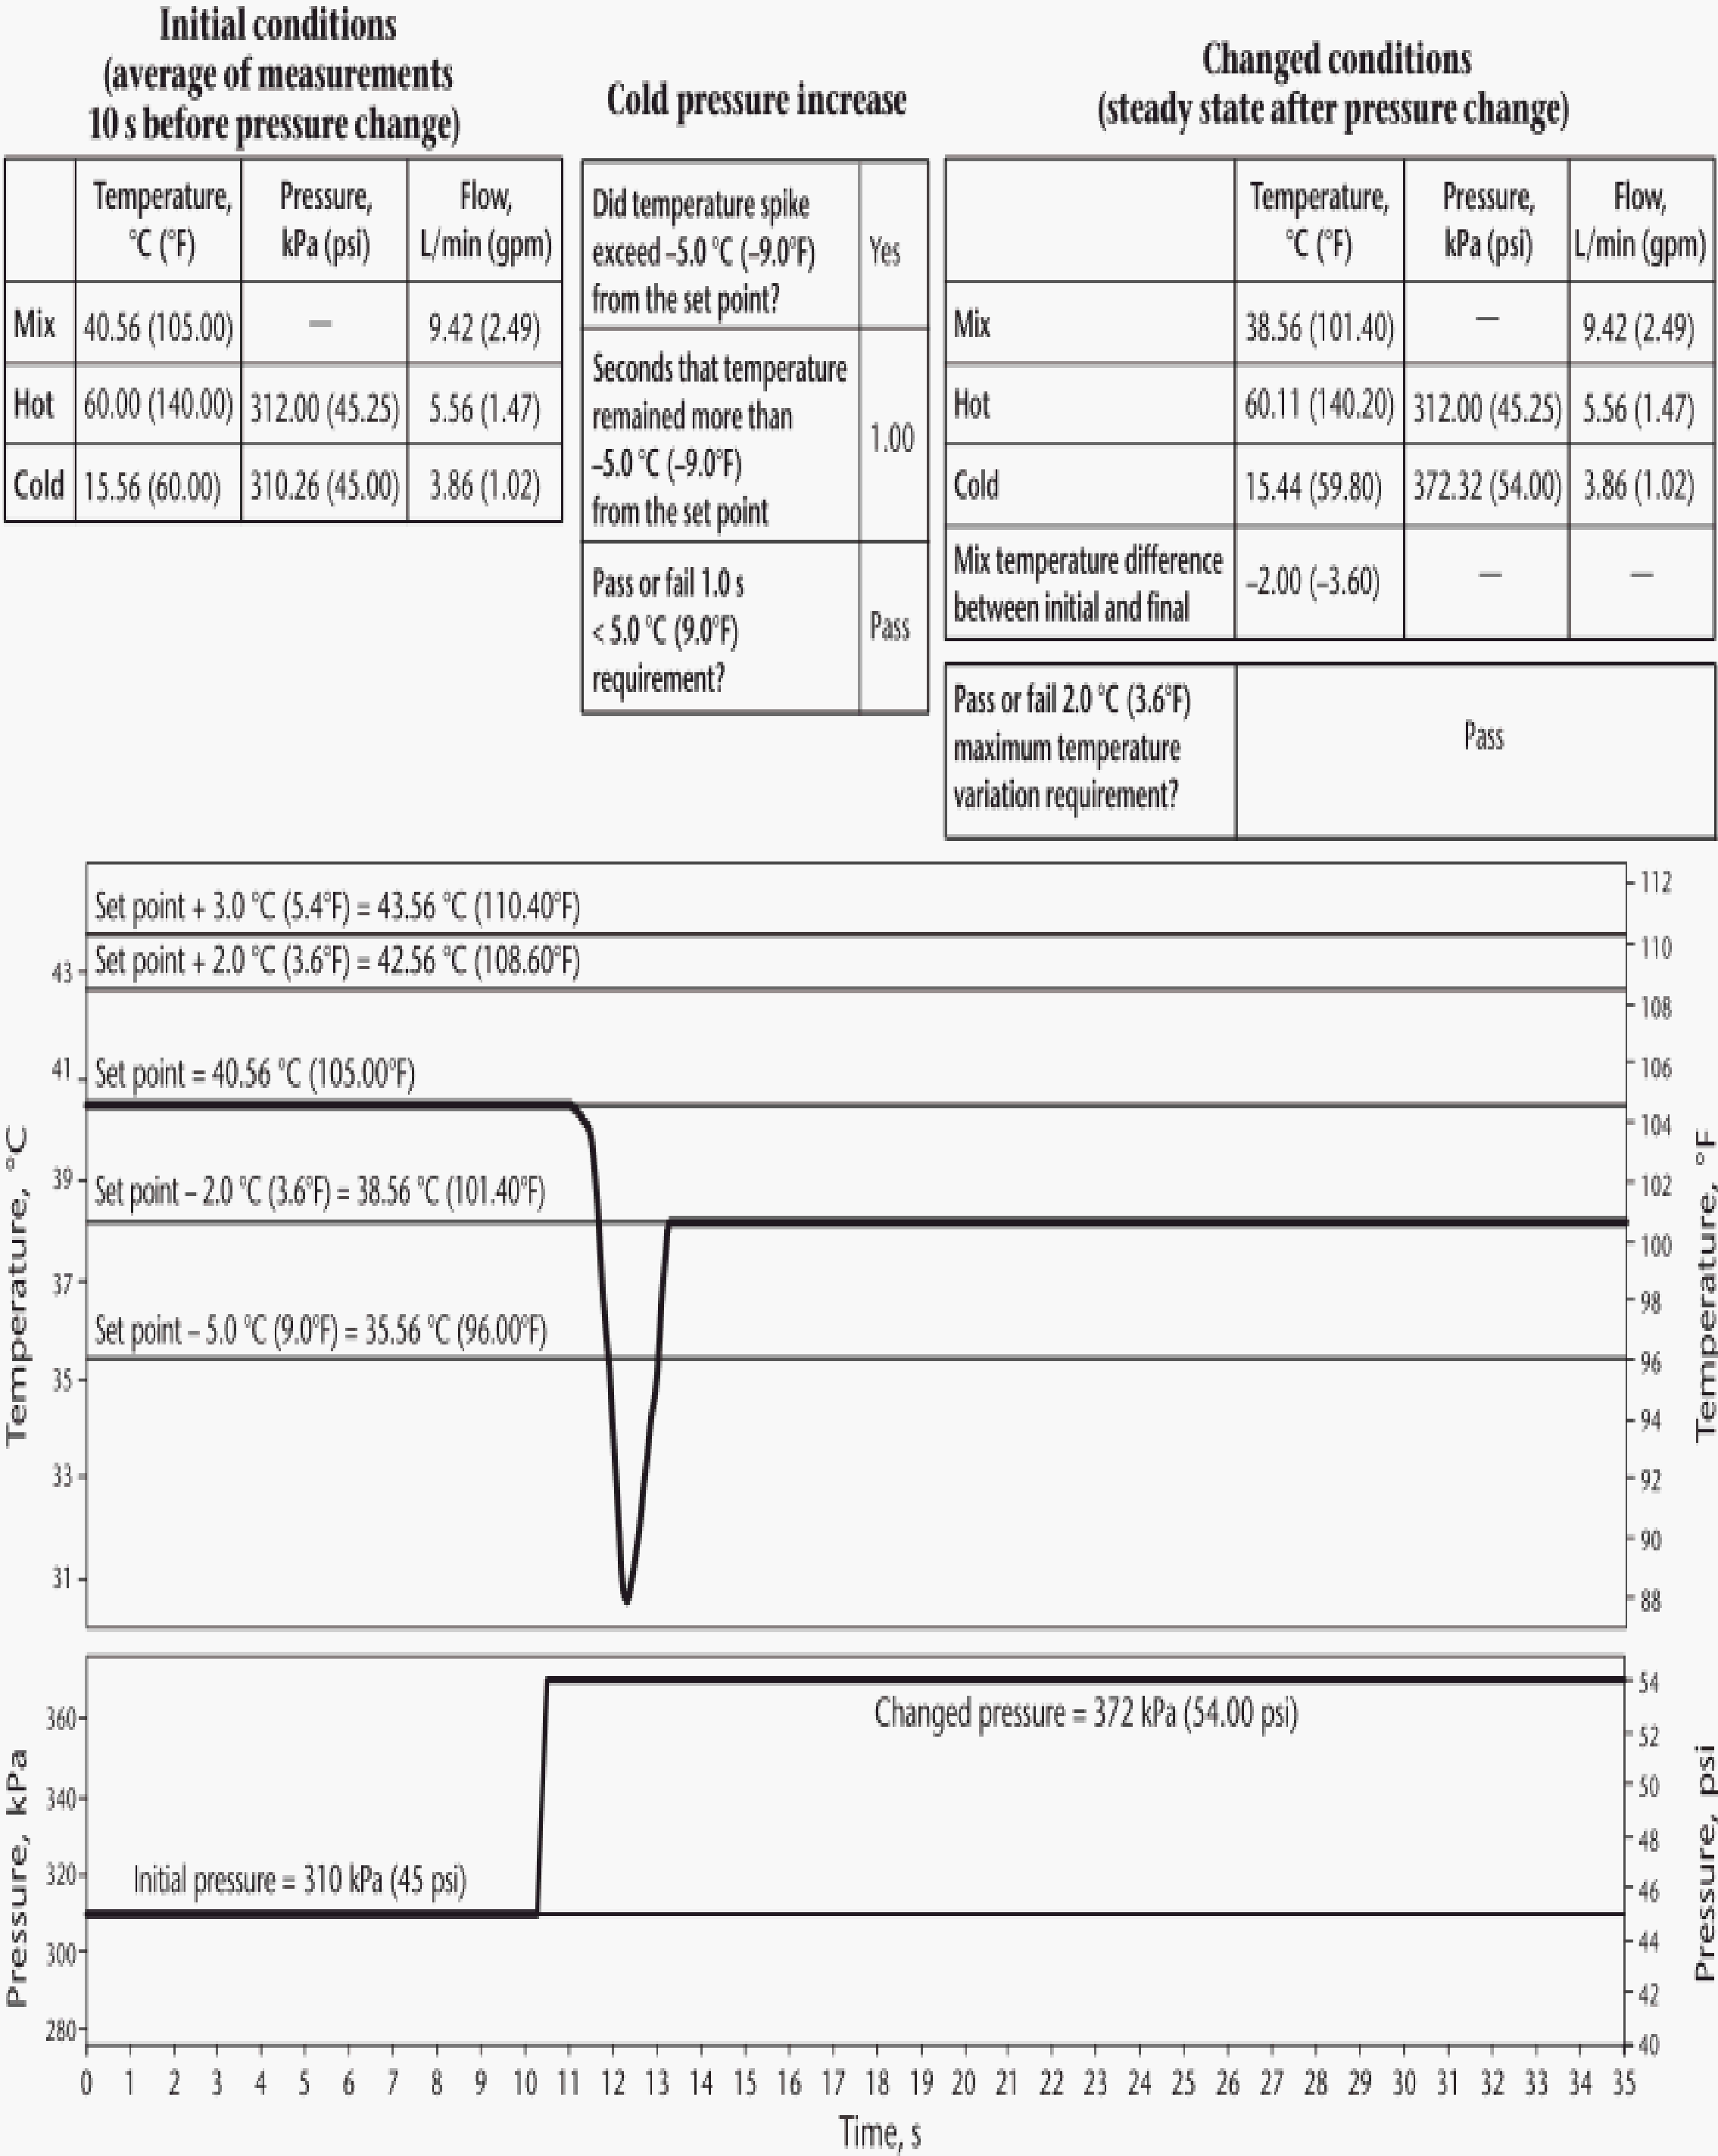 Initial conditions
(average of measurements
10 s before pressure change)
Temperature, Pressure, Flow,
°C (°F) kPa (psi) L/min (gpm)
Mix 40.56 (105.00) — 9.42 (2.49)
Hot 60.00 (140.00) 312.00 (45.25) 5.56 (1.47)
Cold 15.56 (60.00) 310.26 (45.00) 3.86 (1.02)
Cold pressure increase
Did temperature spike
exceed –5.0 °C (–9.0°F)
from the set point?
Yes
Seconds that temperature
remained more than
–5.0 °C (–9.0°F)
from the set point
1.00
Pass or fail 1.0 s
< 5.0 °C (9.0°F)
requirement?
Pass
Changed conditions
(steady state after pressure change)
Temperature, Pressure, Flow,
°C (°F) kPa (psi) L/min (gpm)
Mix 38.56 (101.40) — 9.42 (2.49)
Hot 60.11 (140.20) 312.00 (45.25) 5.56 (1.47)
Cold 15.44 (59.80) 372.32 (54.00) 3.86 (1.02)
Mix temperature difference
between initial and final
–2.00 (–3.60) — —
Pass or fail 2.0 °C (3.6°F)
maximum temperature
variation requirement?
Pass
Set point + 3.0 °C (5.4°F) = 43.56 °C (110.40°F)
Set point + 2.0 °C (3.6°F) = 42.56 °C (108.60°F)
Set point = 40.56 °C (105.00°F)
Set point – 2.0 °C (3.6°F) = 38.56 °C (101.40°F)
Set point – 5.0 °C (9.0°F) = 35.56 °C (96.00°F)
Temperature, °C
43
41
39
37
35
33
31
112
110
108
106
104
102
100
98
96
94
92
90
88
Temperature, °F
Changed pressure = 372 kPa (54.00 psi)
Initial pressure = 310 kPa (45 psi)
Pressure, kPa
360
340
320
300
280
54
52
50
48
46
44
42
40
Pressure, psi
0 1 2 3 4 5 6 7 8 9 10 11 12 13 14 15 16 17 18 19 20 21 22 23 24 25 26 27 28 29 30 31 32 33 34 35
Time, s